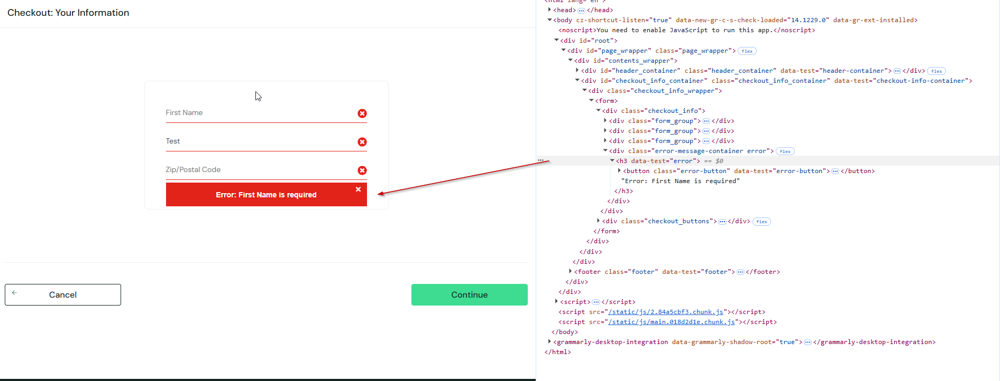 Checkout: Your Information
First Name
Test
Zip/Postal Code
Error: First Name is required
Cancel
Continue
<html lang="en">
<head> ••• </head>
<body cz-shortcut-listen="true" data-new-gr-c-s-check-loaded="14.1229.0" data-gr-ext-installed>
<noscript>You need to enable JavaScript to run this app.</noscript>
<div id="root">
<div id="page_wrapper" class="page_wrapper"> flex
<div id="contents_wrapper">
<div id="header_container" class="header_container" data-test="header-container"> ••• </div> flex
<div id="checkout_info_container" class="checkout_info_container" data-test="checkout-info-container">
<div class="checkout_info_wrapper">
<form>
<div class="checkout_info">
<div class="form_group"> ••• </div>
<div class="form_group"> ••• </div>
<div class="form_group"> ••• </div>
<div class="error-message-container error"> flex
••• <h3 data-test="error"> == $0
<button class="error-button" data-test="error-button"> ••• </button>
"Error: First Name is required"
</h3>
</div>
</div>
<div class="checkout_buttons"> ••• </div> flex
</form>
</div>
</div>
</div>
<footer class="footer" data-test="footer"> ••• </footer>
</div>
</div>
<script> ••• </script>
<script src="/static/js/2.84a5cbf3.chunk.js"></script>
<script src="/static/js/main.018d2d1e.chunk.js"></script>
</body>
<grammarly-desktop-integration data-grammarly-shadow-root="true"> ••• </grammarly-desktop-integration>
</html>